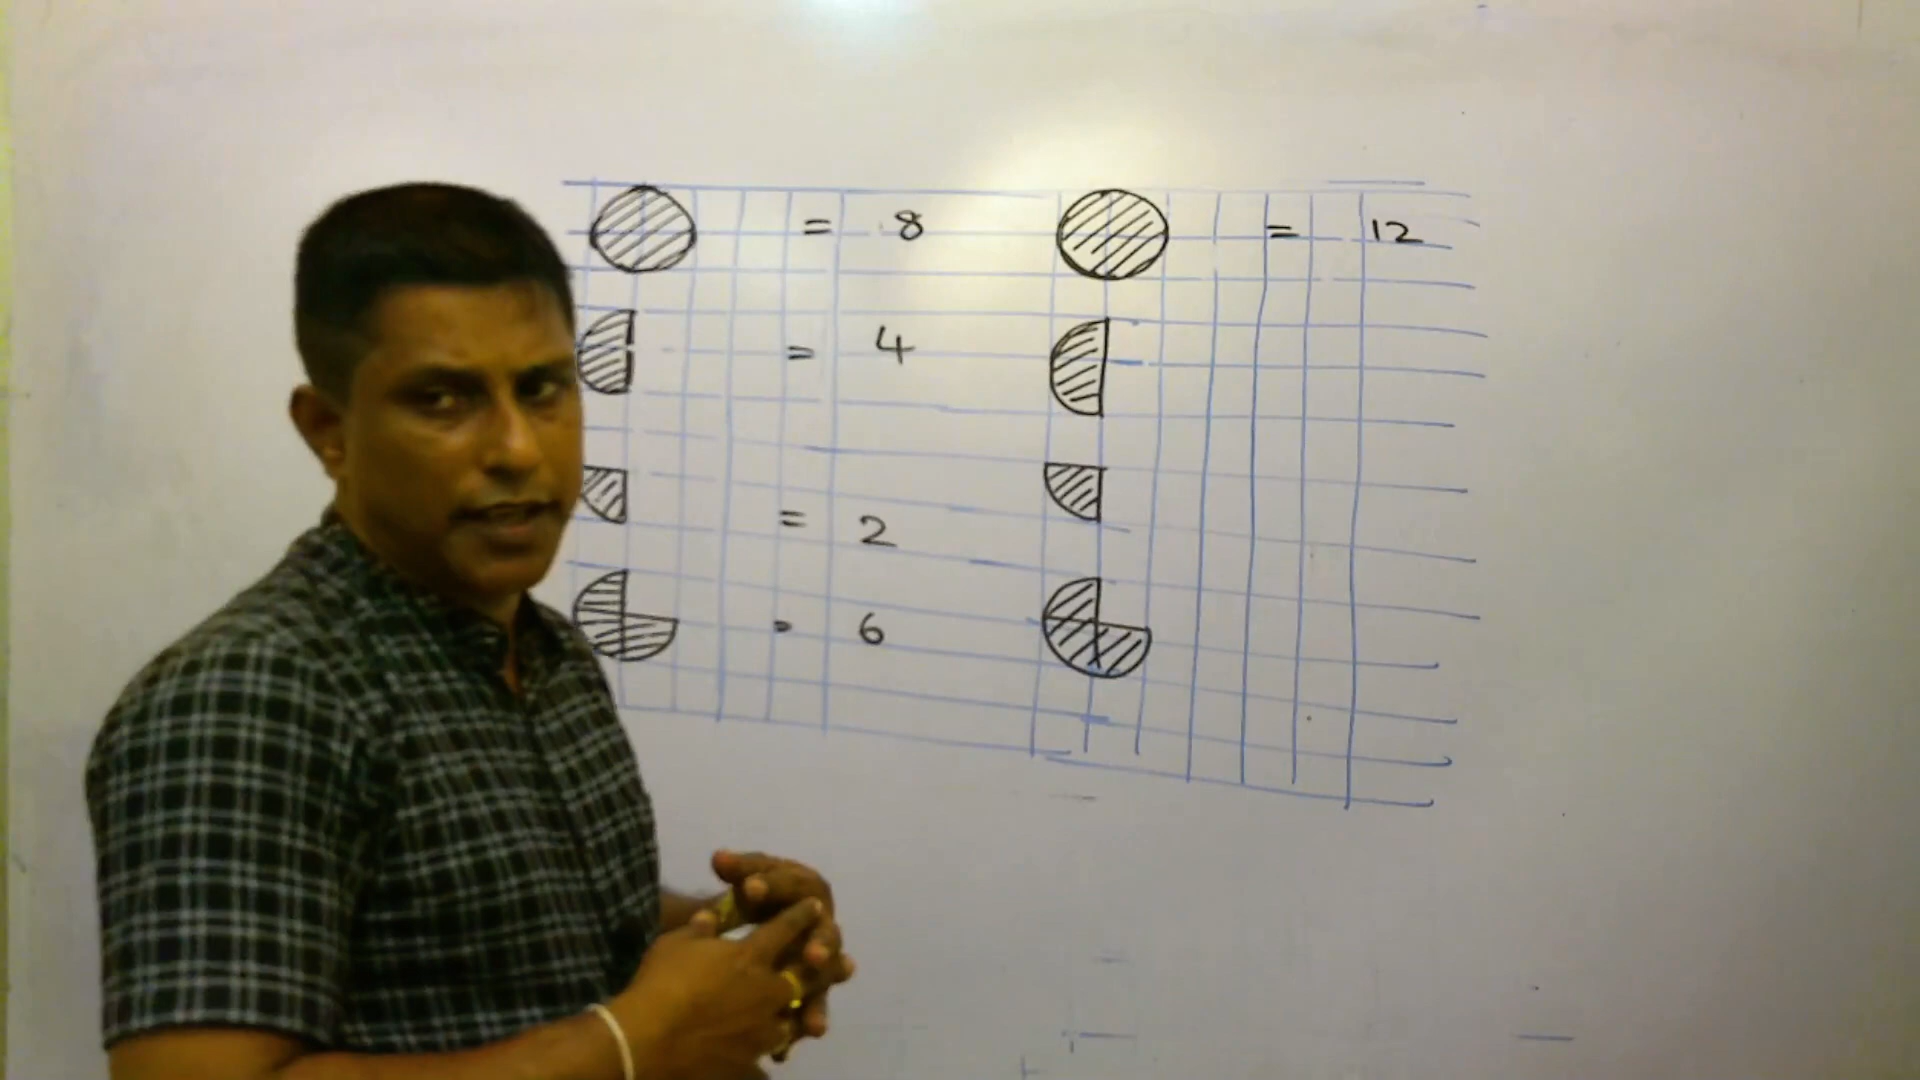 = 8 = 12
= 4
= 2
= 6